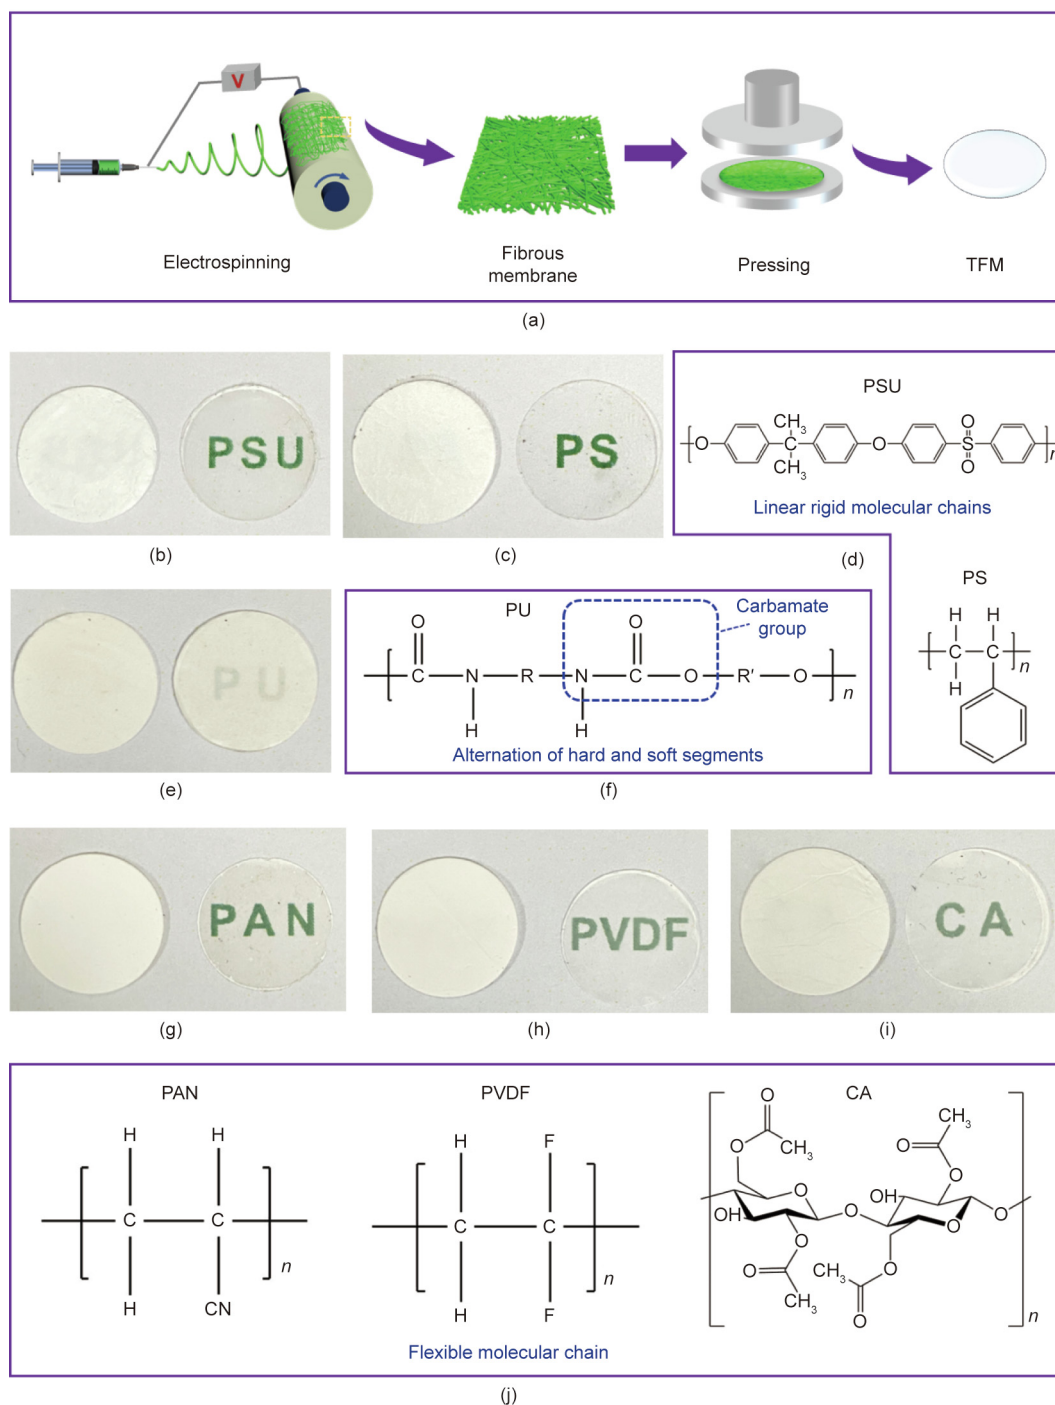 V
Electrospinning
Fibrous
membrane
Pressing
TFM
(a)
PSU
(b)
PS
(c)
PSU
O
CH3
CH3
O
O
S
O
n
Linear rigid molecular chains
(d)
PS
H
H
C
C
H
n
PU
(e)
PU
Carbamate
group
O
O
C
N
R
N
C
O
R′
O
n
H
H
Alternation of hard and soft segments
(f)
PAN
(g)
PVDF
(h)
CA
(i)
PAN
H
H
C
C
n
H
CN
PVDF
H
F
C
C
n
H
F
CA
O
O
CH3
O
CH3
O
O
O
OH
OH
O
O
O
O
O
CH3
CH3
O
O
n
Flexible molecular chain
(j)